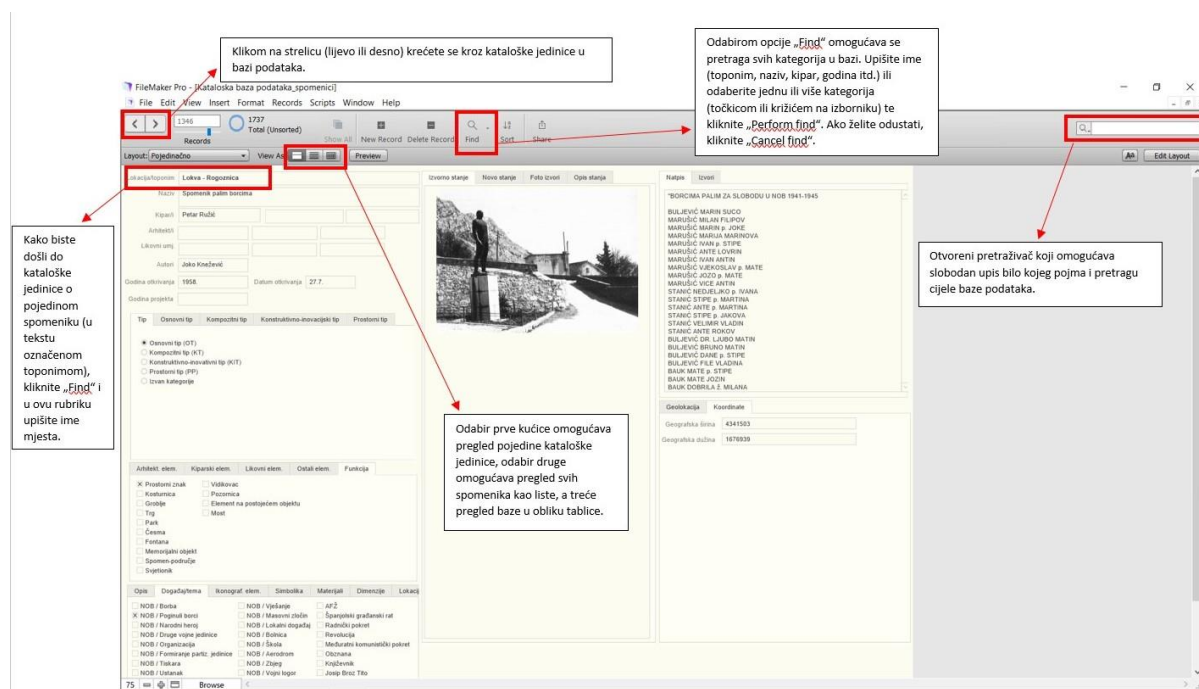 Klikom na strelicu (lijevo ili desno) krećete se kroz kataloške jedinice u
bazi podataka.
Odabirom opcije „Find“ omogućava se
pretraga svih kategorija u bazi. Upišite ime
(toponim, naziv, kipar, godina itd.) ili
odaberite jednu ili više kategorija
(točkicom ili križićem na izborniku) te
kliknite „Perform find“. Ako želite odustati,
kliknite „Cancel find“.
FileMaker Pro - [Kataloska baza podataka_spomenici]
File Edit View Insert Format Records Scripts Window Help
1346
1737
Total (Unsorted)
Records
Show All New Record Delete Record Find Sort Share
Layout: Pojedinačno View As: Preview
Aa Edit Layout
Kako biste
došli do
kataloške
jedinice o
pojedinom
spomeniku (u
tekstu
označenom
toponimom),
kliknite „Find“ i
u ovu rubriku
upišite ime
mjesta.
Lokacija/toponim Lokva - Rogoznica
Naziv Spomenik palim borcima
Kipar/i Petar Ružić
Arhitekt/i
Likovni umj.
Autori Joko Knežević
Godina otkrivanja 1958. Datum otkrivanja 27.7.
Godina projekta
Tip Osnovni tip Kompozitni tip Konstruktivno-inovacijski tip Prostorni tip
Osnovni tip (OT)
Kompozitni tip (KT)
Konstruktivno-inovativni tip (KiT)
Prostorni tip (PP)
Izvan kategorije
Arhitekt. elem. Kiparski elem. Likovni elem. Ostali elem. Funkcija
Prostorni znak Vidikovac
Kosturnica Pozornica
Groblje Element na postojećem objektu
Trg Most
Park
Česma
Fontana
Memorijalni objekt
Spomen-područje
Svjetionik
Opis Događaj/tema Ikonograf. elem. Simbolika Materijali Dimenzije Lokacij
NOB / Borba NOB / Vješanje AFŽ
NOB / Poginuli borci NOB / Masovni zločin Španjolski građanski rat
NOB / Narodni heroj NOB / Lokalni događaj Radnički pokret
NOB / Druge vojne jedinice NOB / Bolnica Revolucija
NOB / Organizacija NOB / Škola Međuratni komunistički pokret
NOB / Formiranje partiz. jedinice NOB / Aerodrom Obznana
NOB / Tiskara NOB / Zbjeg Književnik
NOB / Ustanak NOB / Vojni logor Josip Broz Tito
75 Browse
Izvorno stanje Novo stanje Foto izvori Opis stanja
Odabir prve kućice omogućava
pregled pojedine kataloške
jedinice, odabir druge
omogućava pregled svih
spomenika kao liste, a treće
pregled baze u obliku tablice.
Natpis Izvori
"BORCIMA PALIM ZA SLOBODU U NOB 1941-1945
BULJEVIĆ MARIN SUCO
MARUŠIĆ MILAN FILIPOV
MARUŠIĆ MARIN p. JOKE
MARUŠIĆ MARIJA MARINOVA
MARUŠIĆ IVAN p. STIPE
MARUŠIĆ ANTE LOVRIN
MARUŠIĆ IVAN ANTIN
MARUŠIĆ VJEKOSLAV p. MATE
MARUŠIĆ JOZO p. MATE
MARUŠIĆ VICE ANTIN
STANIĆ NEDJELJKO p. IVANA
STANIĆ STIPE p. MARTINA
STANIĆ ANTE p. MARTINA
STANIĆ STIPE p. JAKOVA
STANIĆ VELIMIR VLADIN
STANIĆ ANTE ROKOV
BULJEVIĆ DR. LJUBO MATIN
BULJEVIĆ BRUNO MATIN
BULJEVIĆ DANE p. STIPE
BULJEVIĆ FILE VLADINA
BAUK MATE p. STIPE
BAUK MATE JOZIN
BAUK DOBRILA Ž. MILANA
Geolokacija Koordinate
Geografska širina 4341503
Geografska dužina 1676939
Otvoreni pretraživač koji omogućava
slobodan upis bilo kojeg pojma i pretragu
cijele baze podataka.